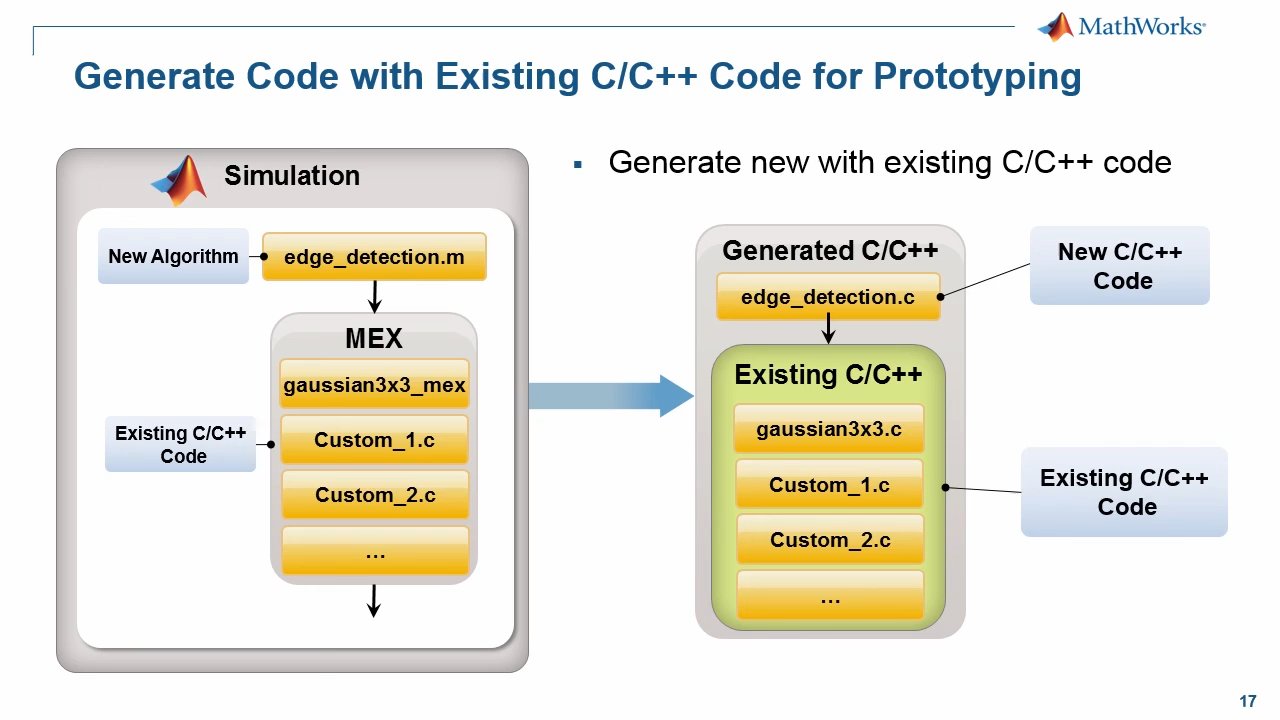 MathWorks®
Generate Code with Existing C/C++ Code for Prototyping
Simulation
New Algorithm
edge_detection.m
MEX
gaussian3x3_mex
Existing C/C++
Code
Custom_1.c
Custom_2.c
...
▪ Generate new with existing C/C++ code
Generated C/C++
edge_detection.c
New C/C++
Code
Existing C/C++
gaussian3x3.c
Custom_1.c
Custom_2.c
...
Existing C/C++
Code
17